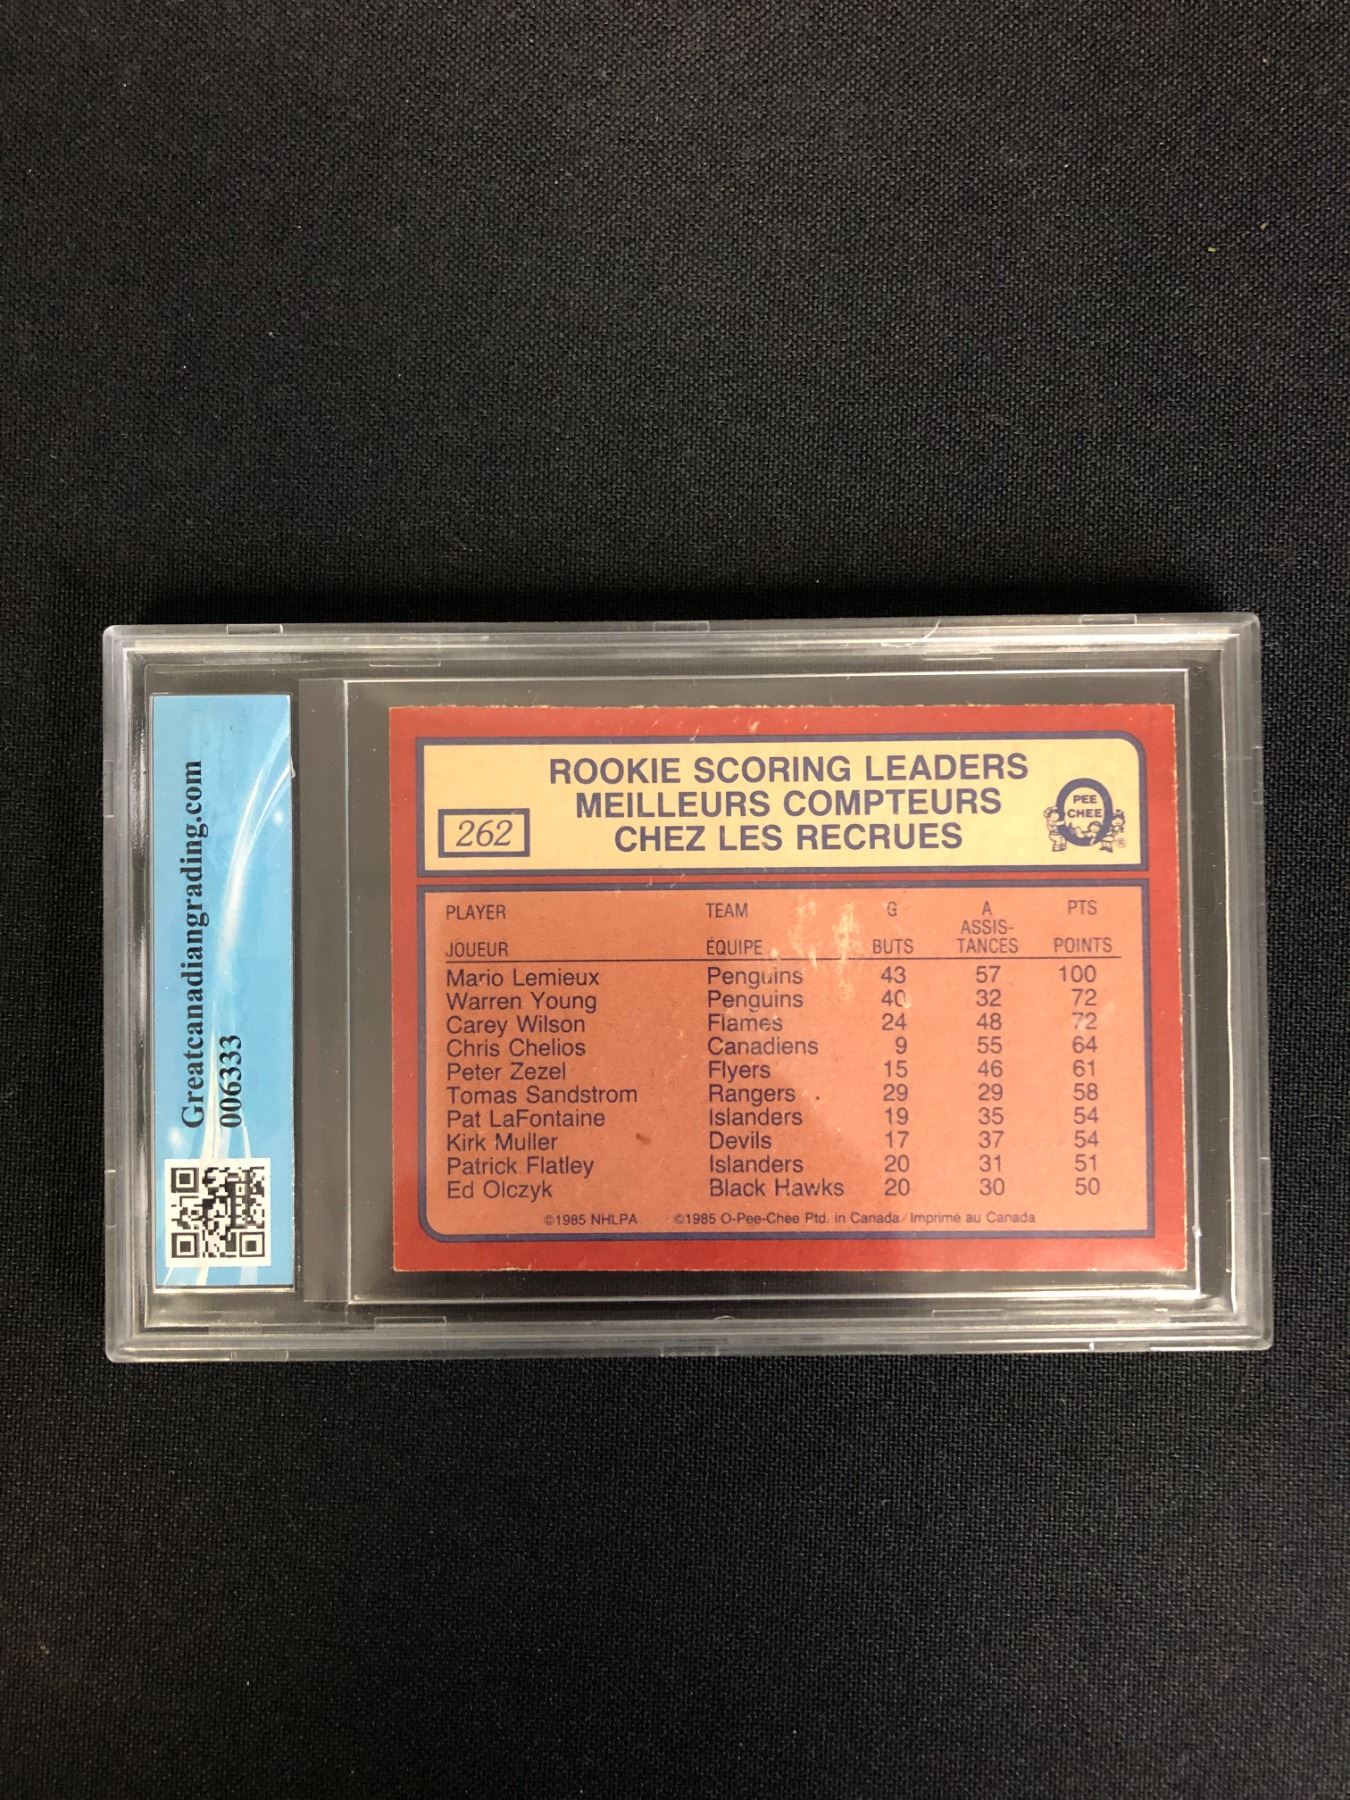 Greatcanadiangrading.com
006333
ROOKIE SCORING LEADERS
MEILLEURS COMPTEURS
CHEZ LES RECRUES
262
PEE
CHEE
®
PLAYER TEAM G A PTS
JOUEUR ÉQUIPE BUTS ASSIS-TANCES POINTS
Mario Lemieux Penguins 43 57 100
Warren Young Penguins 40 32 72
Carey Wilson Flames 24 48 72
Chris Chelios Canadiens 9 55 64
Peter Zezel Flyers 15 46 61
Tomas Sandstrom Rangers 29 29 58
Pat LaFontaine Islanders 19 35 54
Kirk Muller Devils 17 37 54
Patrick Flatley Islanders 20 31 51
Ed Olczyk Black Hawks 20 30 50
©1985 NHLPA ©1985 O-Pee-Chee Ptd. in Canada/Imprimé au Canada